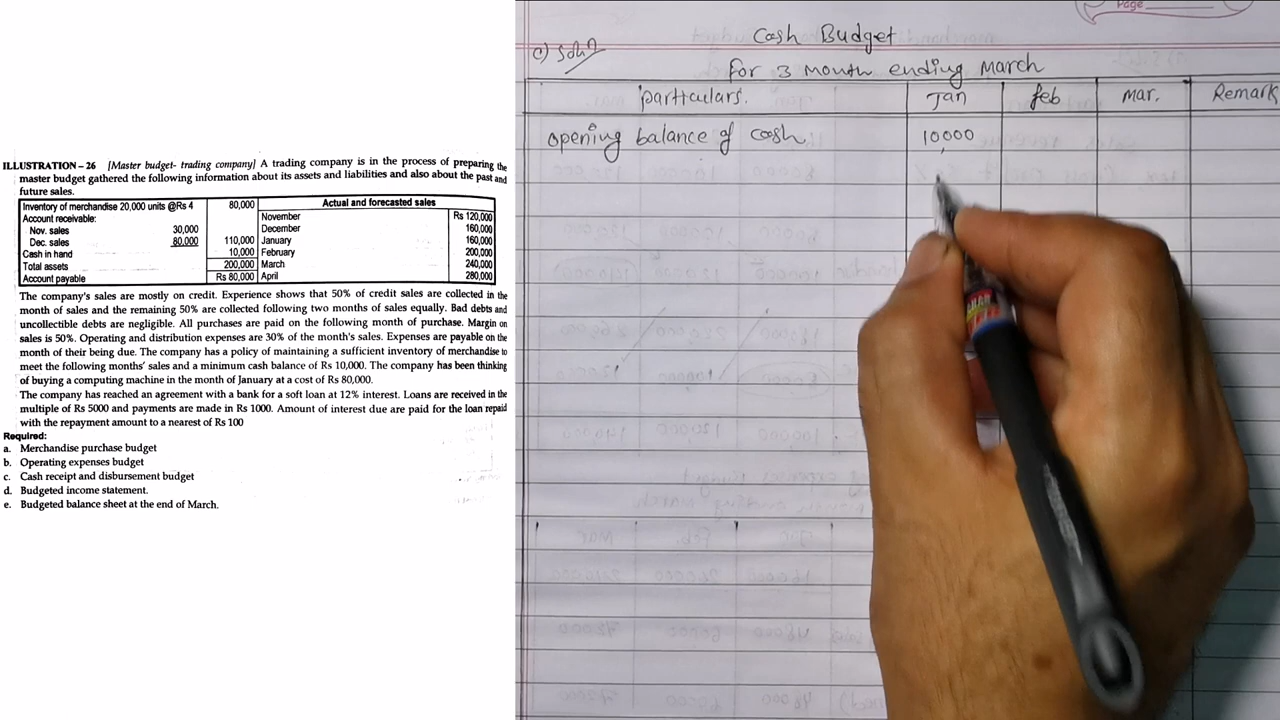 ILLUSTRATION – 26 [Master budget- trading company] A trading company is in the process of preparing the
master budget gathered the following information about its assets and liabilities and also about the past and
future sales.
Inventory of merchandise 20,000 units @Rs 4 80,000 Actual and forecasted sales
Account receivable: November Rs 120,000
Nov. sales 30,000 December 160,000
Dec. sales 80,000 110,000 January 160,000
Cash in hand 10,000 February 200,000
Total assets 200,000 March 240,000
Account payable Rs 80,000 April 280,000
The company's sales are mostly on credit. Experience shows that 50% of credit sales are collected in the
month of sales and the remaining 50% are collected following two months of sales equally. Bad debts and
uncollectible debts are negligible. All purchases are paid on the following month of purchase. Margin on
sales is 50%. Operating and distribution expenses are 30% of the month's sales. Expenses are payable on the
month of their being due. The company has a policy of maintaining a sufficient inventory of merchandise to
meet the following months' sales and a minimum cash balance of Rs 10,000. The company has been thinking
of buying a computing machine in the month of January at a cost of Rs 80,000.
The company has reached an agreement with a bank for a soft loan at 12% interest. Loans are received in the
multiple of Rs 5000 and payments are made in Rs 1000. Amount of interest due are paid for the loan repaid
with the repayment amount to a nearest of Rs 100
Required:
a. Merchandise purchase budget
b. Operating expenses budget
c. Cash receipt and disbursement budget
d. Budgeted income statement.
e. Budgeted balance sheet at the end of March.
Page
Cash Budget
c) Soln
For 3 Month ending March
particulars. Jan feb Mar. Remark
opening balance of cash 10,000